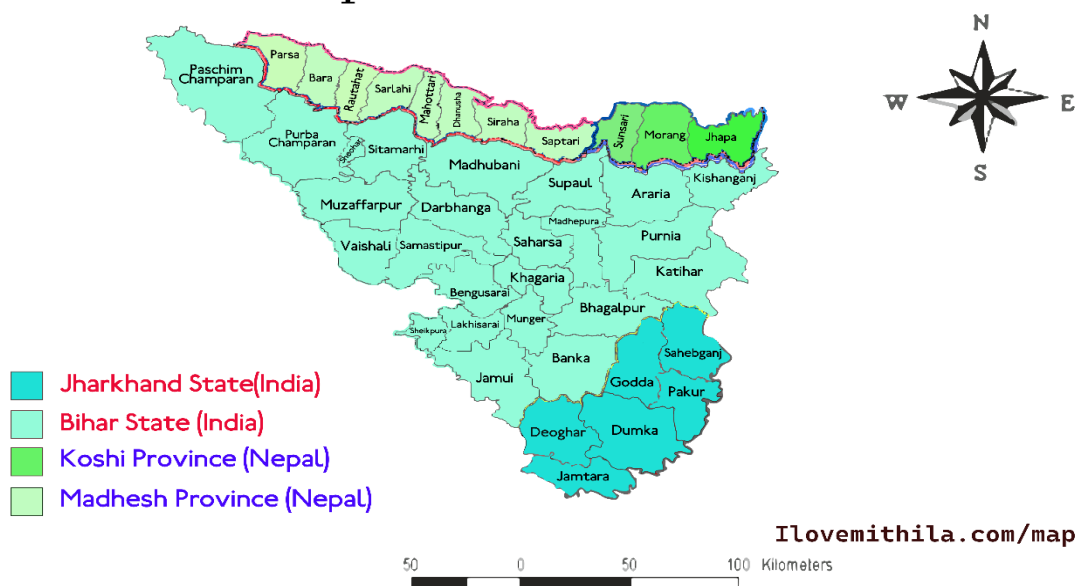 N
W
E
S
Paschim
Champaran
Parsa
Bara
Rautahat
Sarlahi
Mahottari
Dhanusha
Siraha
Saptari
Sunsari
Morang
Jhapa
Purba
Champaran
Sheohar
Sitamarhi
Madhubani
Supaul
Araria
Kishanganj
Muzaffarpur
Darbhanga
Madhepura
Vaishali
Samastipur
Saharsa
Purnia
Khagaria
Katihar
Bengusarai
Bhagalpur
Sheikpura
Lakhisarai
Munger
Banka
Jamui
Sahebganj
Godda
Pakur
Deoghar
Dumka
Jamtara
Jharkhand State(India)
Bihar State (India)
Koshi Province (Nepal)
Madhesh Province (Nepal)
Ilovemithila.com/map
50 0 50 100 Kilometers